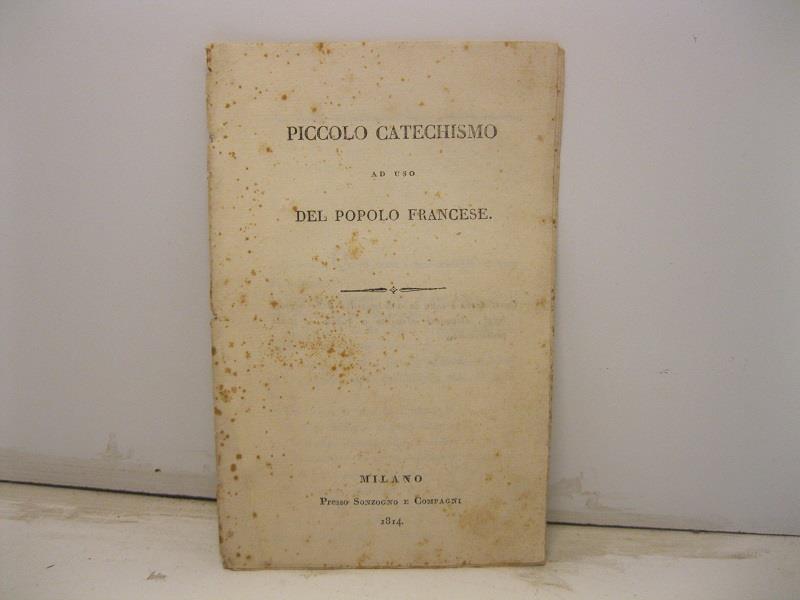 PICCOLO CATECHISMO
AD USO
DEL POPOLO FRANCESE.
MILANO
Presso Sonzogno e Compagni
1814.